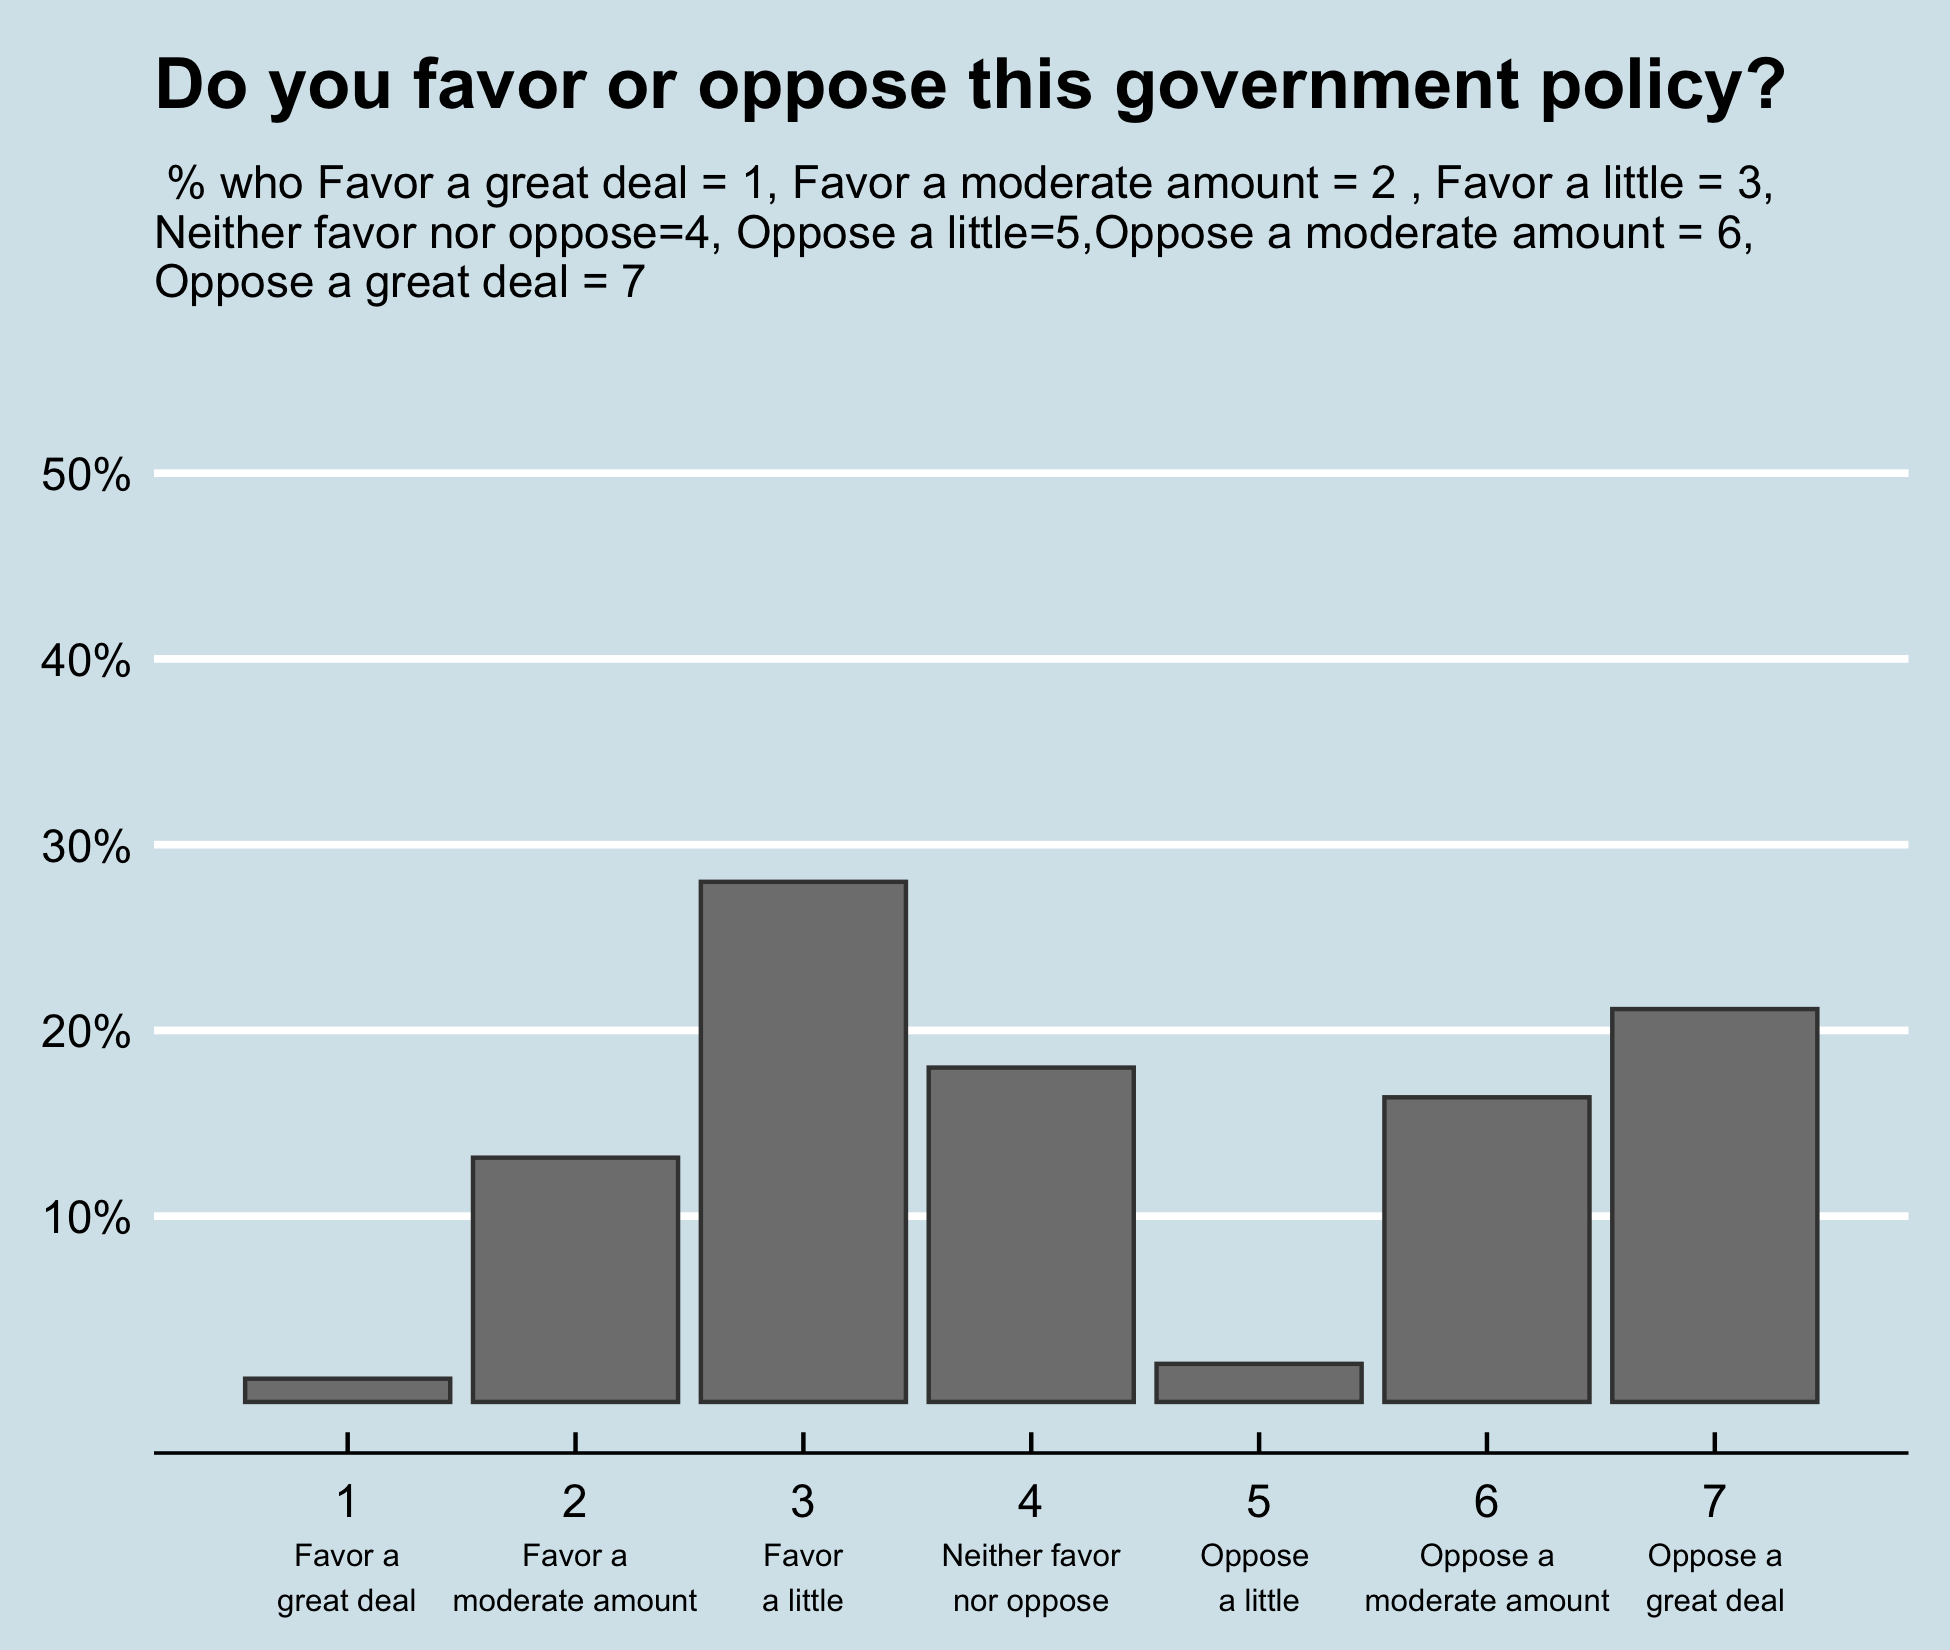 Do you favor or oppose this government policy?
% who Favor a great deal = 1, Favor a moderate amount = 2 , Favor a little = 3,
Neither favor nor oppose=4, Oppose a little=5,Oppose a moderate amount = 6,
Oppose a great deal = 7
50%
40%
30%
20%
10%
1 2 3 4 5 6 7
Favor a Favor a Favor Neither favor Oppose Oppose a Oppose a
great deal moderate amount a little nor oppose a little moderate amount great deal